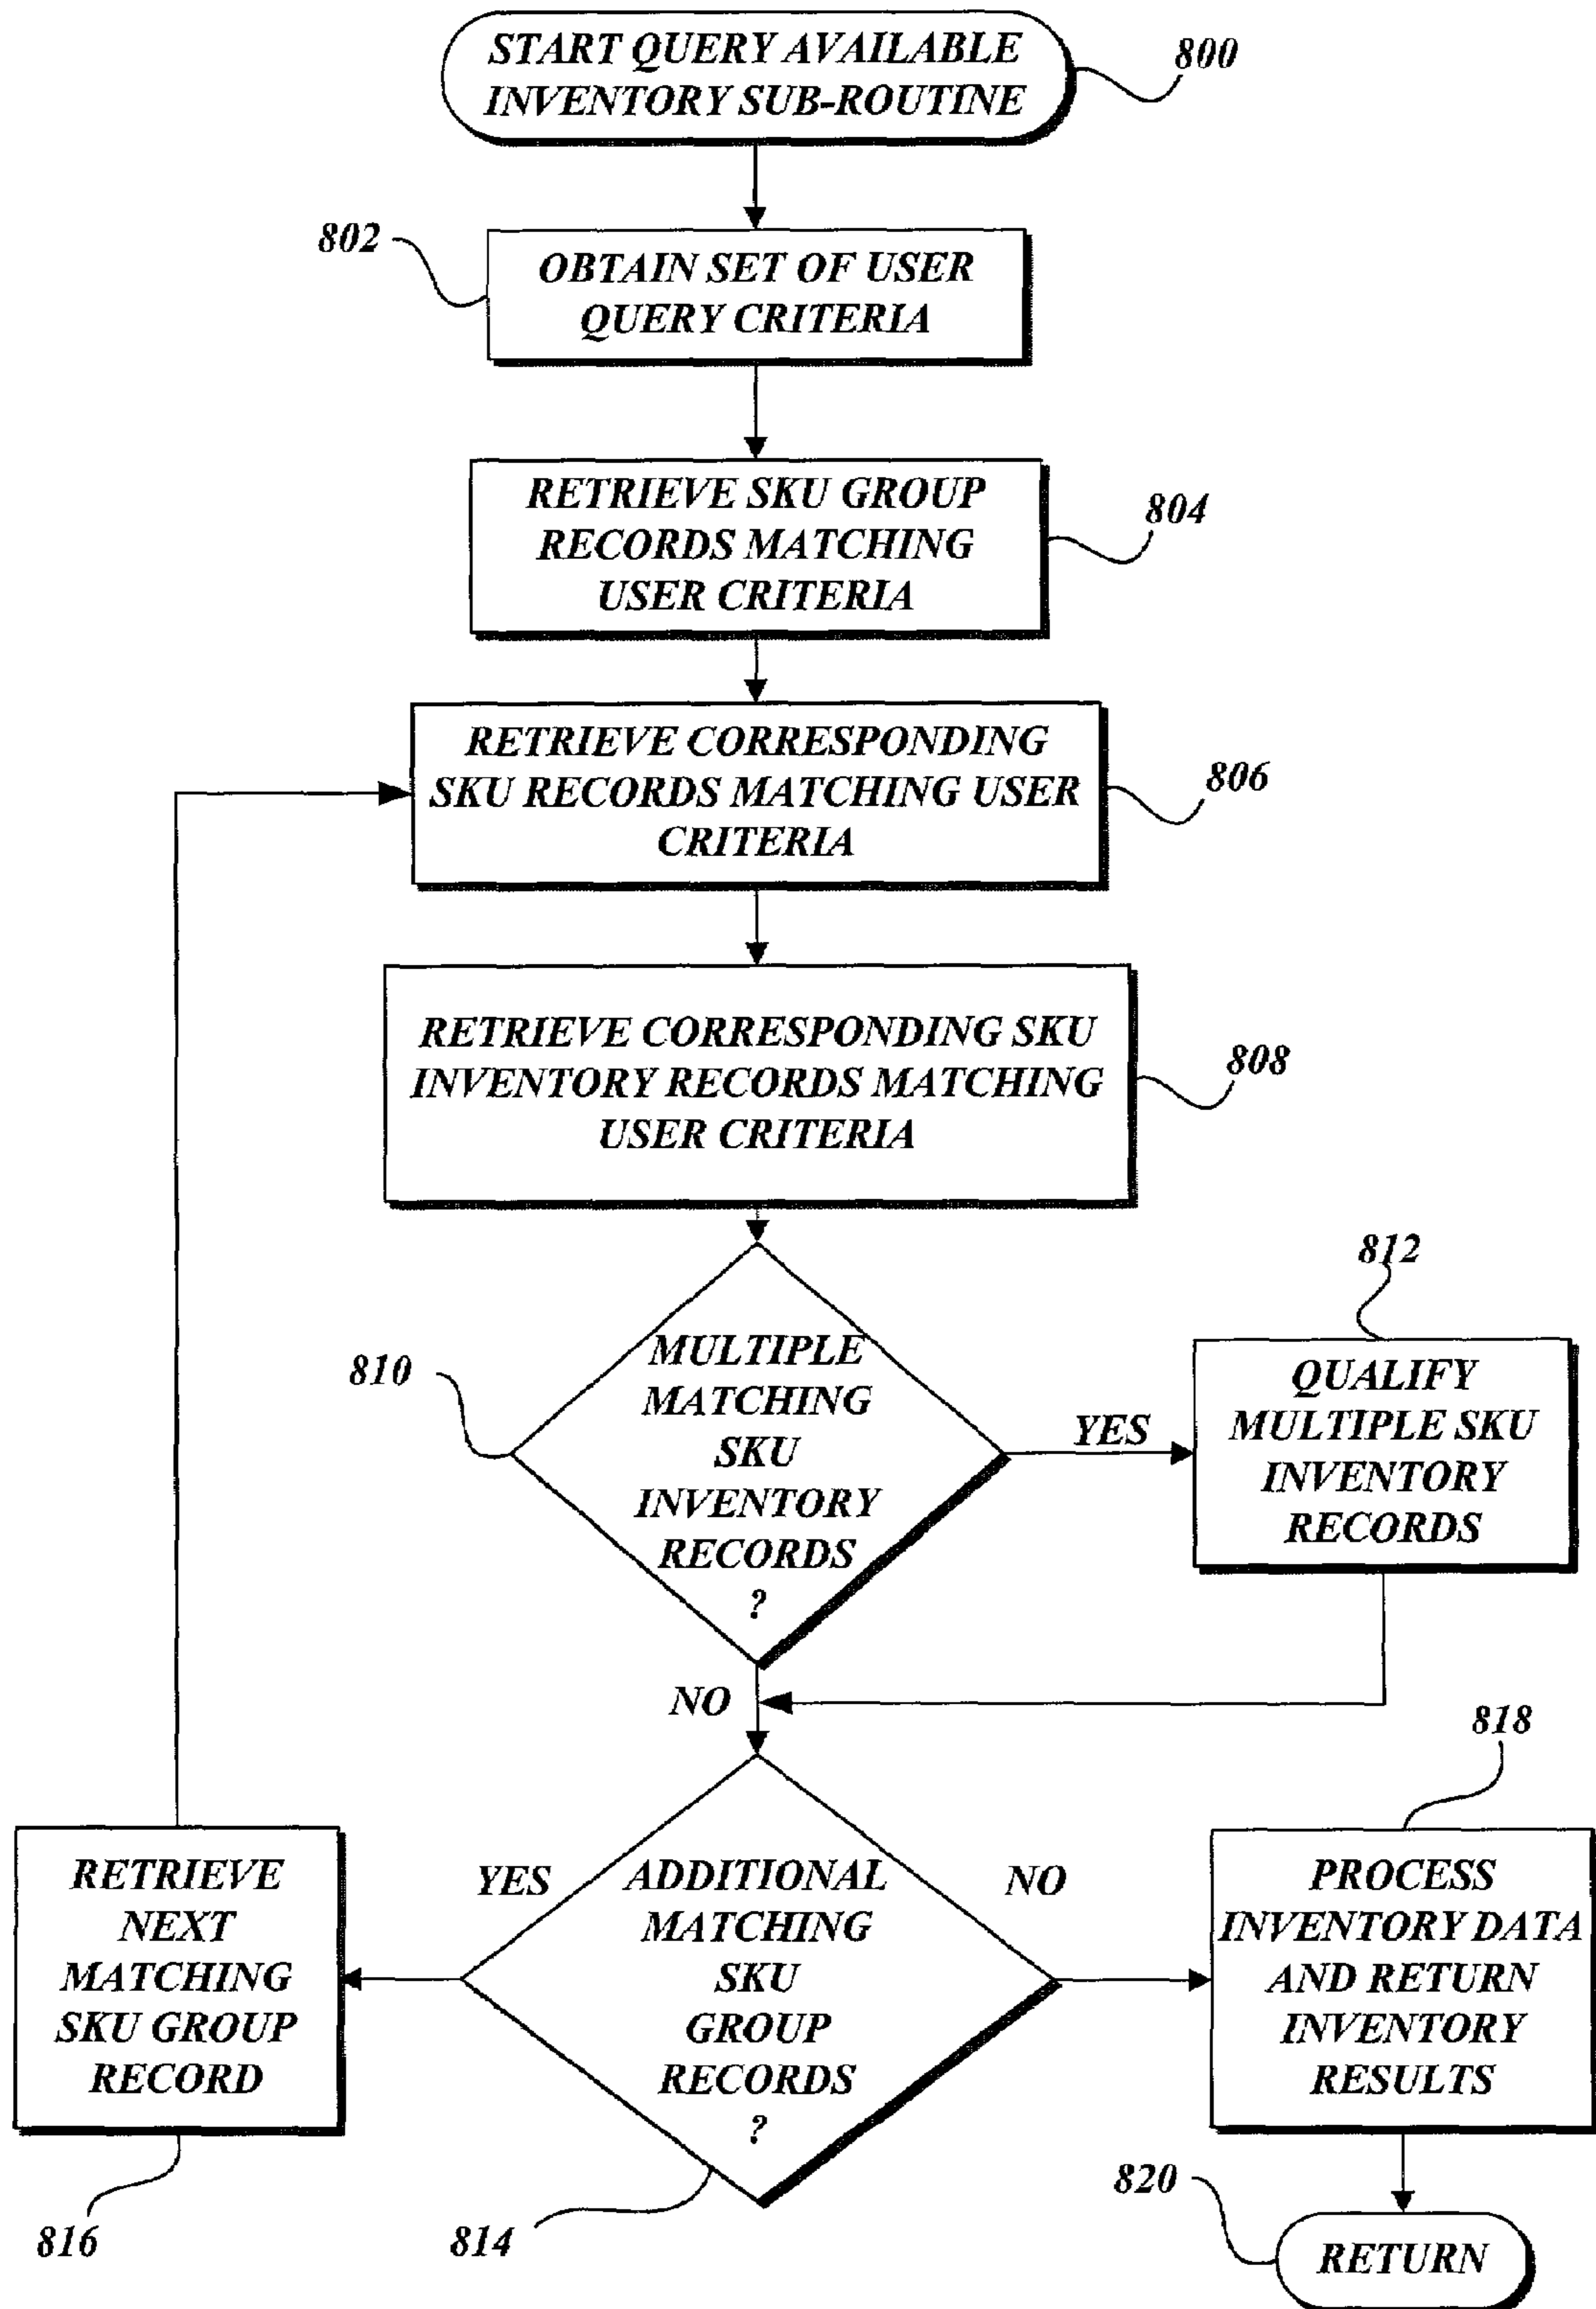 START QUERY AVAILABLE
INVENTORY SUB-ROUTINE
800
802
OBTAIN SET OF USER
QUERY CRITERIA
RETRIEVE SKU GROUP
RECORDS MATCHING
USER CRITERIA
804
RETRIEVE CORRESPONDING
SKU RECORDS MATCHING USER
CRITERIA
806
RETRIEVE CORRESPONDING SKU
INVENTORY RECORDS MATCHING
USER CRITERIA
808
810
MULTIPLE
MATCHING
SKU
INVENTORY
RECORDS
?
YES
812
QUALIFY
MULTIPLE SKU
INVENTORY
RECORDS
NO
818
RETRIEVE
NEXT
MATCHING
SKU GROUP
RECORD
816
YES
ADDITIONAL
MATCHING
SKU
GROUP
RECORDS
?
814
NO
PROCESS
INVENTORY DATA
AND RETURN
INVENTORY
RESULTS
820
RETURN